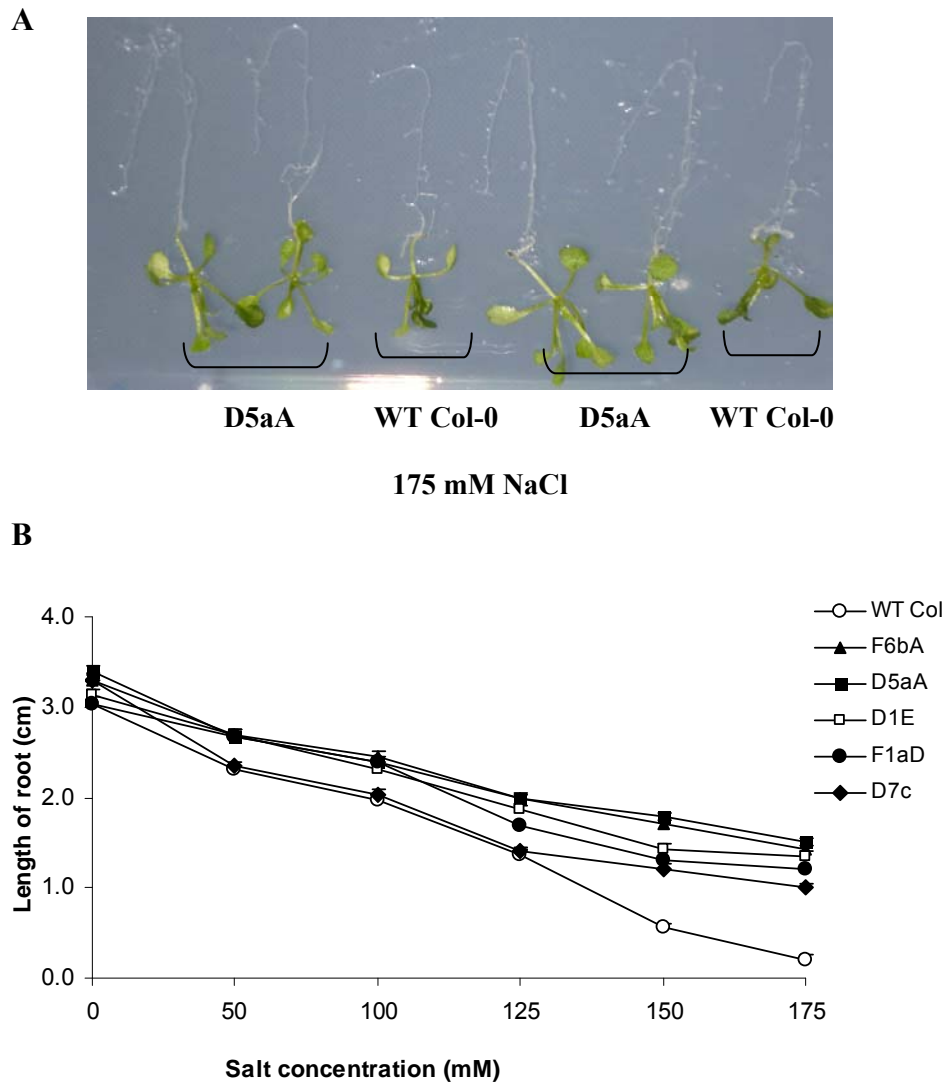 A
D5aA WT Col-0 D5aA WT Col-0
175 mM NaCl
B
4.0
3.0
2.0
1.0
0.0
Length of root (cm)
0 50 100 125 150 175
Salt concentration (mM)
WT Col
F6bA
D5aA
D1E
F1aD
D7c